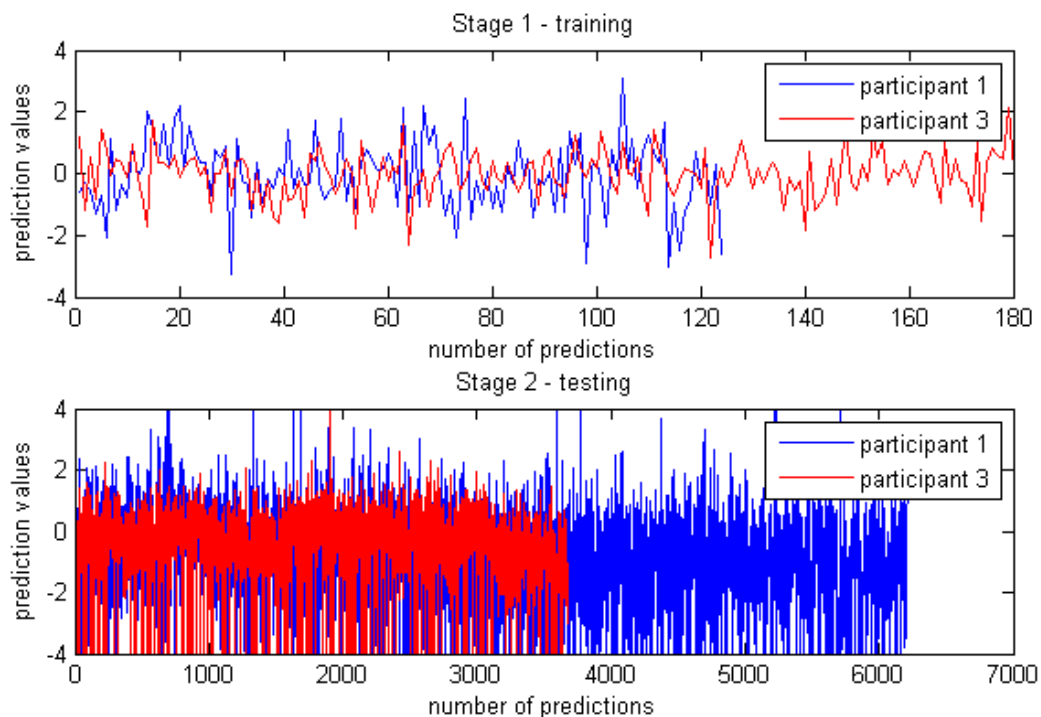 Stage 1 - training
4
2
0
-2
-4
prediction values
participant 1
participant 3
0 20 40 60 80 100 120 140 160 180
number of predictions
Stage 2 - testing
4
2
0
-2
-4
prediction values
participant 1
participant 3
0 1000 2000 3000 4000 5000 6000 7000
number of predictions